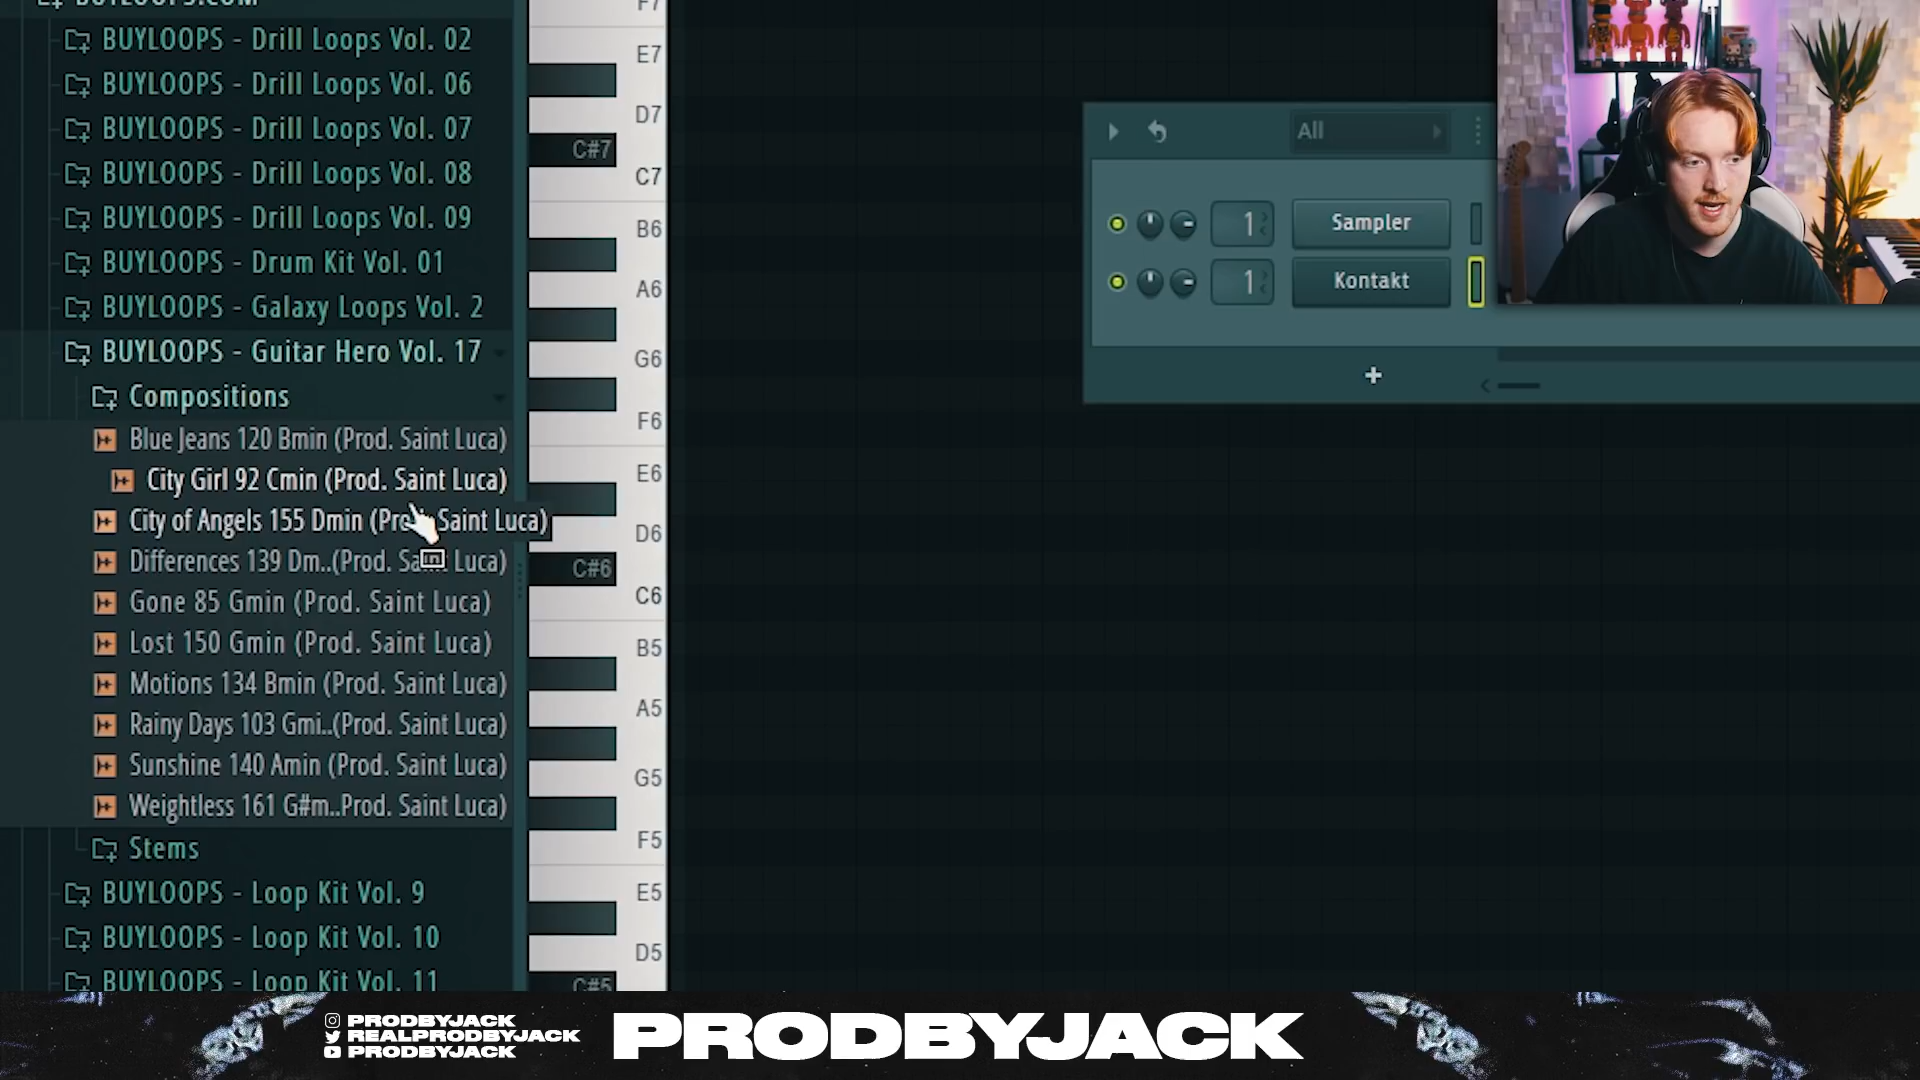 BUYLOOPS.COM
BUYLOOPS - Drill Loops Vol. 02
BUYLOOPS - Drill Loops Vol. 06
BUYLOOPS - Drill Loops Vol. 07
BUYLOOPS - Drill Loops Vol. 08
BUYLOOPS - Drill Loops Vol. 09
BUYLOOPS - Drum Kit Vol. 01
BUYLOOPS - Galaxy Loops Vol. 2
BUYLOOPS - Guitar Hero Vol. 17
Compositions
Blue Jeans 120 Bmin (Prod. Saint Luca)
City Girl 92 Cmin (Prod. Saint Luca)
City of Angels 155 Dmin (Prod. Saint Luca)
Differences 139 Dm..(Prod. Saint Luca)
Gone 85 Gmin (Prod. Saint Luca)
Lost 150 Gmin (Prod. Saint Luca)
Motions 134 Bmin (Prod. Saint Luca)
Rainy Days 103 Gmi..(Prod. Saint Luca)
Sunshine 140 Amin (Prod. Saint Luca)
Weightless 161 G#m..Prod. Saint Luca)
Stems
BUYLOOPS - Loop Kit Vol. 9
BUYLOOPS - Loop Kit Vol. 10
BUYLOOPS - Loop Kit Vol. 11
F7
E7
D7
C#7
C7
B6
A6
G6
F6
E6
D6
C#6
C6
B5
A5
G5
F5
E5
D5
C#5
All
1 Sampler
1 Kontakt
+
PRODBYJACK
REALPRODBYJACK
PRODBYJACK
PRODBYJACK